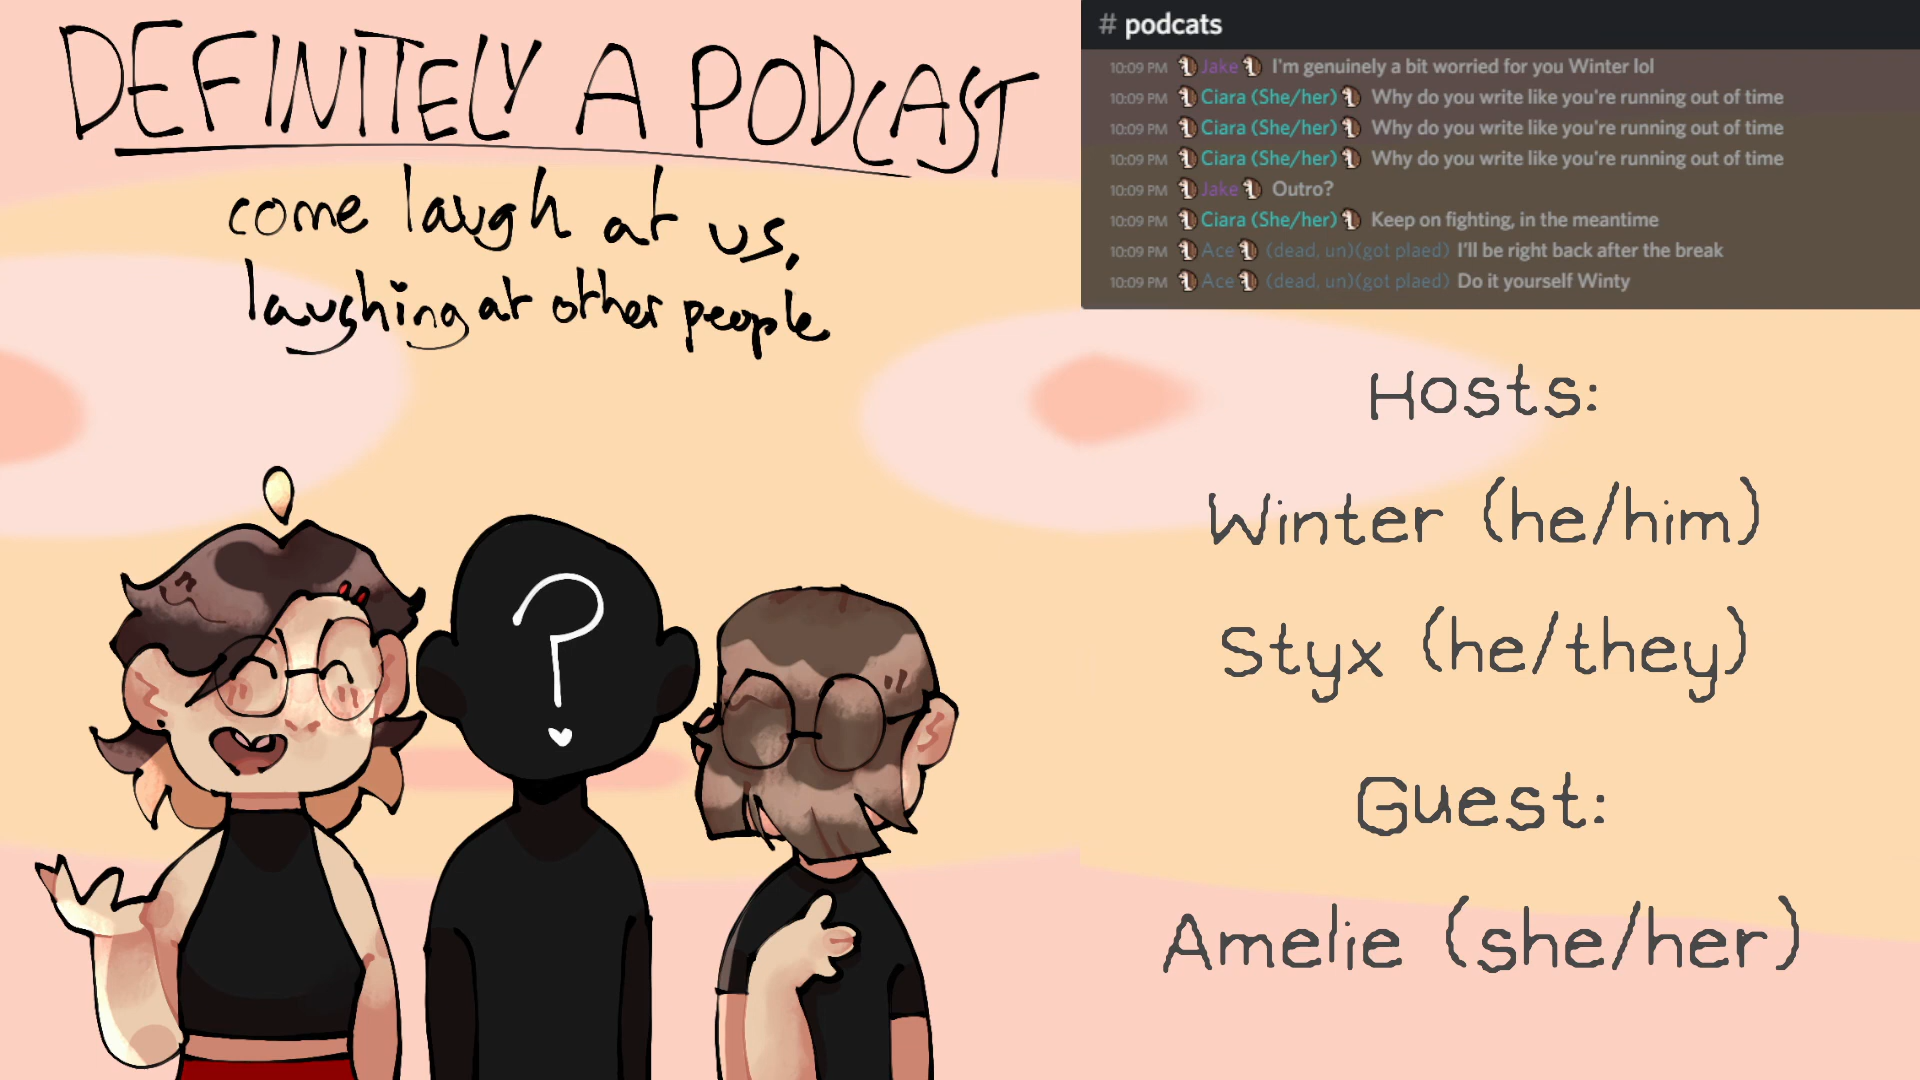 DEFINITELY A PODCAST
come laugh at us,
laughing at other people
# podcats
10:09 PM Jake I'm genuinely a bit worried for you Winter lol
10:09 PM Ciara (She/her) Why do you write like you're running out of time
10:09 PM Ciara (She/her) Why do you write like you're running out of time
10:09 PM Ciara (She/her) Why do you write like you're running out of time
10:09 PM Jake Outro?
10:09 PM Ciara (She/her) Keep on fighting, in the meantime
10:09 PM Ace (dead, un)(got plaed) I'll be right back after the break
10:09 PM Ace (dead, un)(got plaed) Do it yourself Winty
Hosts:
Winter (he/him)
Styx (he/they)
Guest:
Amelie (she/her)
?